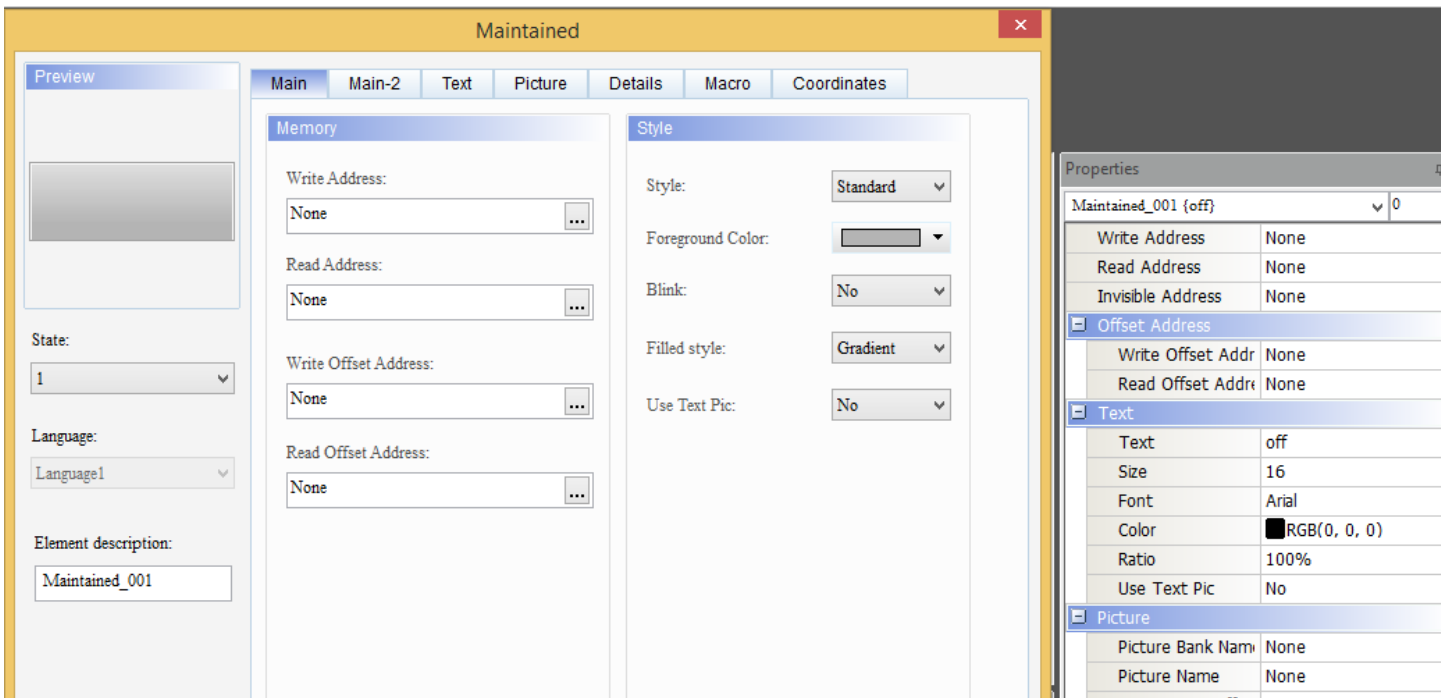 Maintained
Preview
Main Main-2 Text Picture Details Macro Coordinates
Memory
Write Address:
None
...
Read Address:
None
...
Write Offset Address:
None
...
Read Offset Address:
None
...
Style
Style: Standard
Foreground Color:
Blink: No
Filled style: Gradient
Use Text Pic: No
State:
1
Language:
Language1
Element description:
Maintained_001
Properties
Maintained_001 {off} 0
Write Address None
Read Address None
Invisible Address None
Offset Address
Write Offset Addr None
Read Offset Addre None
Text
Text off
Size 16
Font Arial
Color RGB(0, 0, 0)
Ratio 100%
Use Text Pic No
Picture
Picture Bank Nam None
Picture Name None